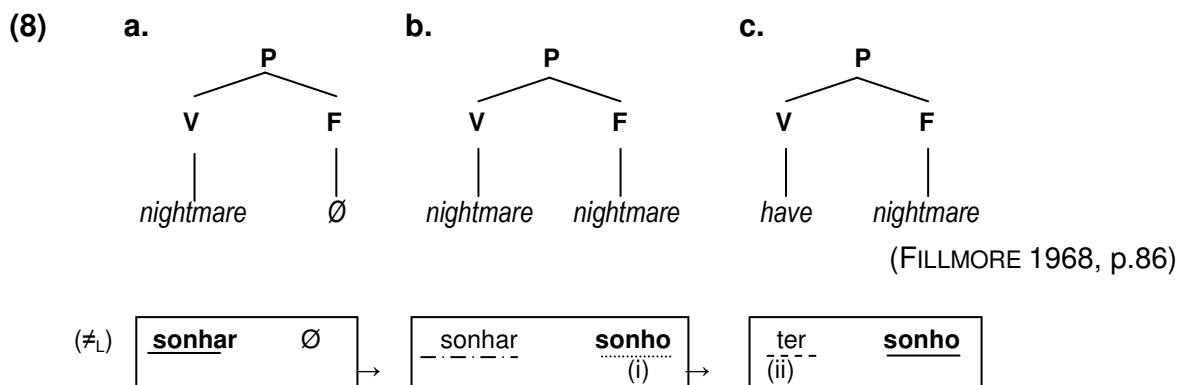 (8) a. b. c.
P P P
V F V F V F
nightmare Ø nightmare nightmare have nightmare
(FILLMORE 1968, p.86)
(≠L) sonhar Ø sonhar sonho ter sonho
→ (i) → (ii)